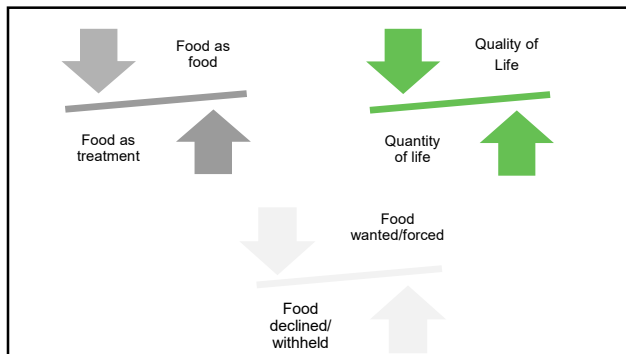 Food as
food
Food as
treatment
Quality of
Life
Quantity
of life
Food
wanted/forced
Food
declined/
withheld